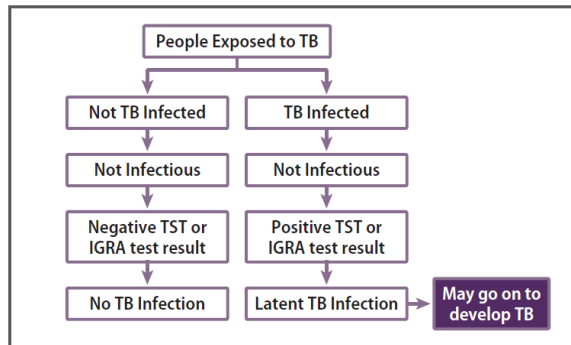 People Exposed to TB
Not TB Infected
TB Infected
Not Infectious
Not Infectious
Negative TST or
IGRA test result
Positive TST or
IGRA test result
No TB Infection
Latent TB Infection
May go on to
develop TB